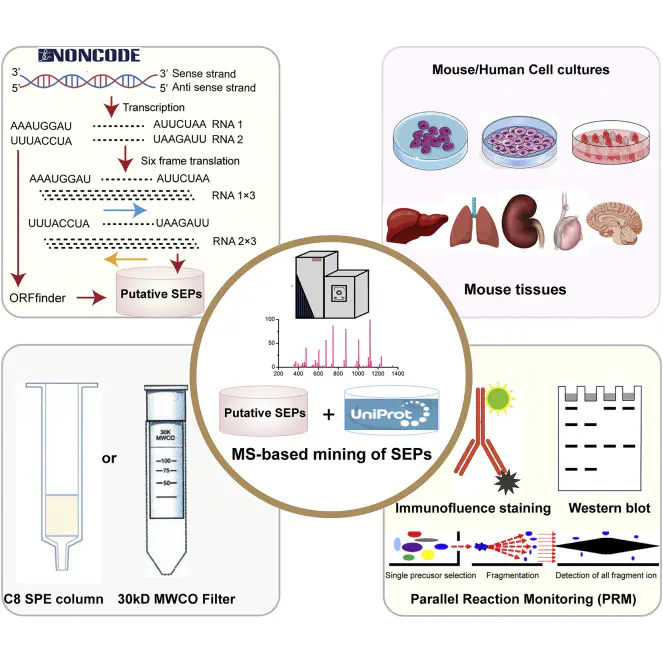 NONCODE
3' 3' Sense strand
5' 5' Anti sense strand
Transcription
AAAUGGAU AUUCUAA RNA 1
UUUACCUA UAAGAUU RNA 2
Six frame translation
AAAUGGAU AUUCUAA
RNA 1×3
UUUACCUA UAAGAUU
RNA 2×3
ORFfinder
Putative SEPs
Mouse/Human Cell cultures
Mouse tissues
100
50
0
200 400 600 800 1000 1200 1400
Putative SEPs + UniProt
MS-based mining of SEPs
or
30K
MWCO
100
75
50
C8 SPE column 30kD MWCO Filter
Immunofluence staining Western blot
Single precusor selection Fragmentation Detection of all fragment ion
Parallel Reaction Monitoring (PRM)